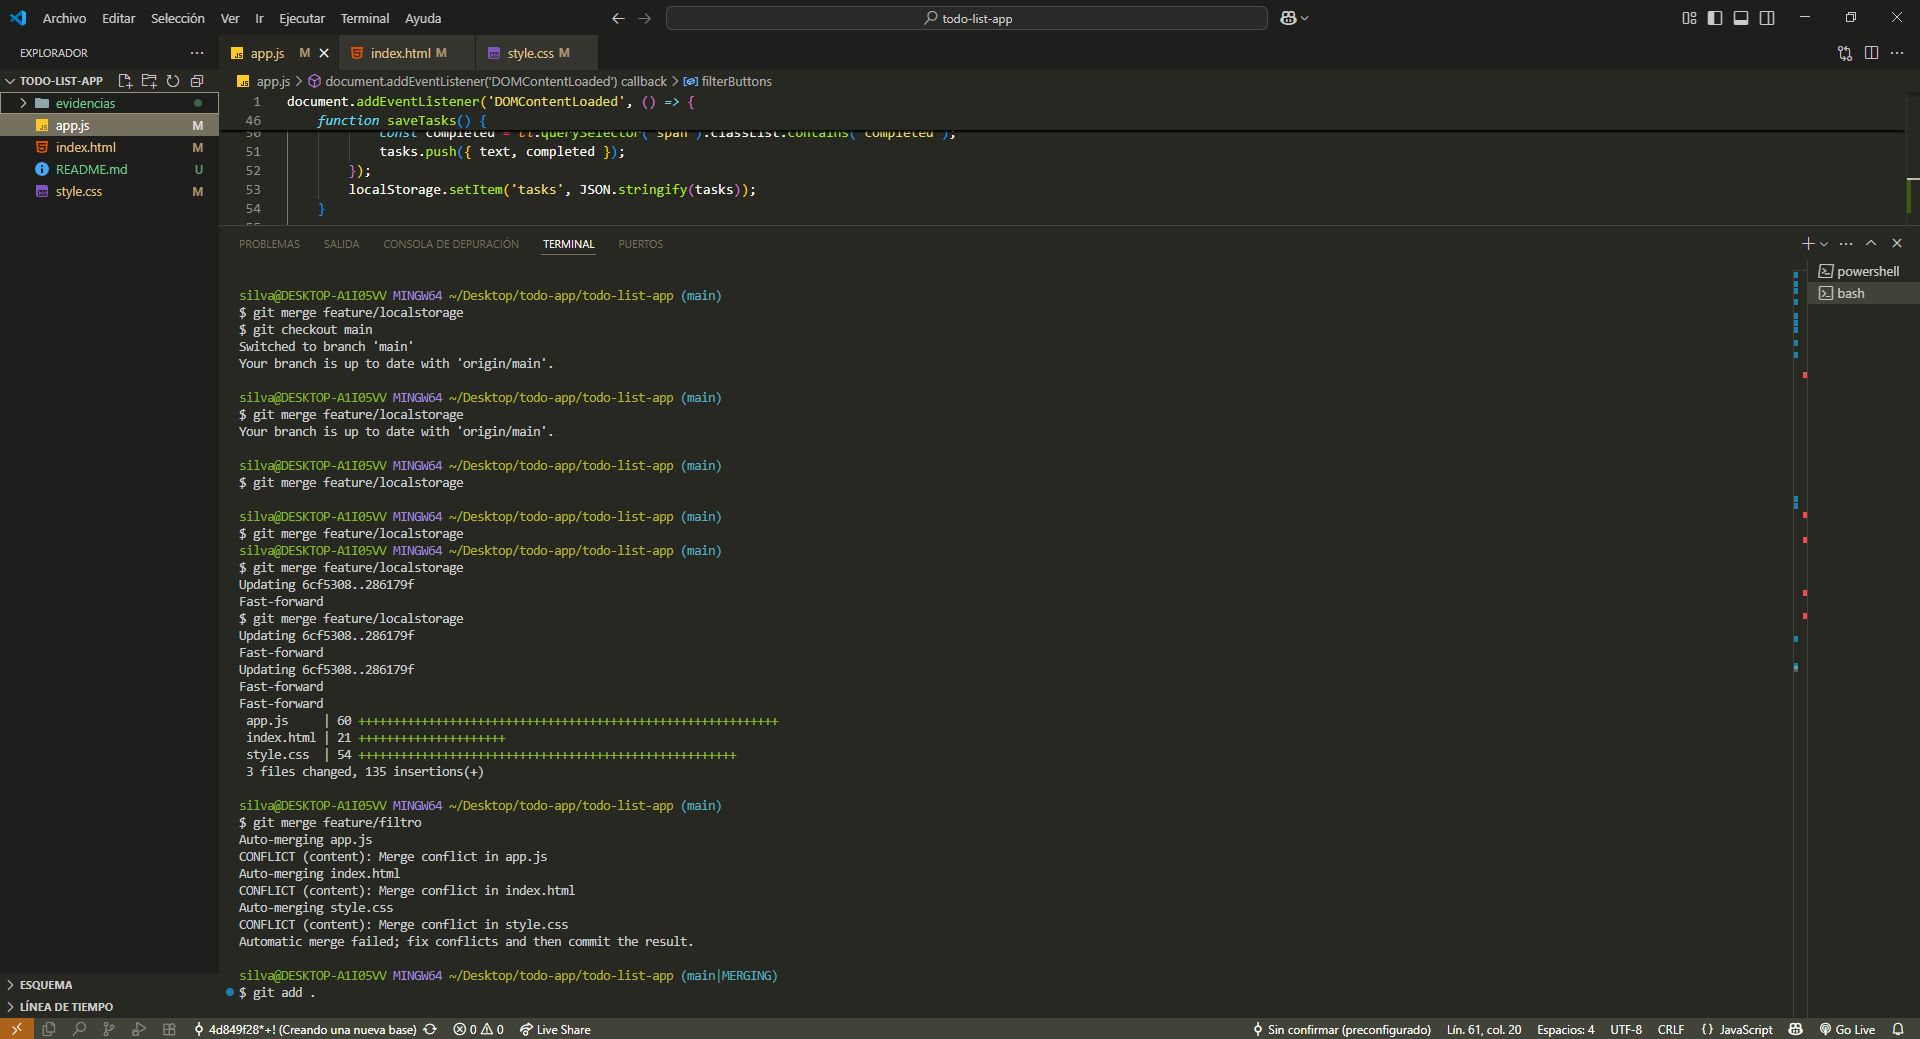 Archivo Editar Selección Ver Ir Ejecutar Terminal Ayuda
todo-list-app
EXPLORADOR
app.js M
index.html M
style.css M
TODO-LIST-APP
evidencias
app.js M
index.html M
README.md U
style.css M
app.js > document.addEventListener('DOMContentLoaded') callback > filterButtons
1 document.addEventListener('DOMContentLoaded', () => {
46 function saveTasks() {
50 const completed = li.querySelector('span').classList.contains('completed');
51 tasks.push({ text, completed });
52 });
53 localStorage.setItem('tasks', JSON.stringify(tasks));
54 }
PROBLEMAS SALIDA CONSOLA DE DEPURACIÓN TERMINAL PUERTOS
powershell
bash
silva@DESKTOP-A1I05VV MINGW64 ~/Desktop/todo-app/todo-list-app (main)
$ git merge feature/localstorage
$ git checkout main
Switched to branch 'main'
Your branch is up to date with 'origin/main'.
silva@DESKTOP-A1I05VV MINGW64 ~/Desktop/todo-app/todo-list-app (main)
$ git merge feature/localstorage
Your branch is up to date with 'origin/main'.
silva@DESKTOP-A1I05VV MINGW64 ~/Desktop/todo-app/todo-list-app (main)
$ git merge feature/localstorage
silva@DESKTOP-A1I05VV MINGW64 ~/Desktop/todo-app/todo-list-app (main)
$ git merge feature/localstorage
silva@DESKTOP-A1I05VV MINGW64 ~/Desktop/todo-app/todo-list-app (main)
$ git merge feature/localstorage
Updating 6cf5308..286179f
Fast-forward
$ git merge feature/localstorage
Updating 6cf5308..286179f
Fast-forward
Updating 6cf5308..286179f
Fast-forward
Fast-forward
app.js | 60 ++++++++++++++++++++++++++++++++++++++++++++++++++++++++++++
index.html | 21 +++++++++++++++++++++
style.css | 54 ++++++++++++++++++++++++++++++++++++++++++++++++++++++
3 files changed, 135 insertions(+)
silva@DESKTOP-A1I05VV MINGW64 ~/Desktop/todo-app/todo-list-app (main)
$ git merge feature/filtro
Auto-merging app.js
CONFLICT (content): Merge conflict in app.js
Auto-merging index.html
CONFLICT (content): Merge conflict in index.html
Auto-merging style.css
CONFLICT (content): Merge conflict in style.css
Automatic merge failed; fix conflicts and then commit the result.
silva@DESKTOP-A1I05VV MINGW64 ~/Desktop/todo-app/todo-list-app (main|MERGING)
$ git add .
ESQUEMA
LÍNEA DE TIEMPO
4d849f28*+! (Creando una nueva base) 0 0 Live Share Sin confirmar (preconfigurado) Lín. 61, col. 20 Espacios: 4 UTF-8 CRLF {} JavaScript Go Live